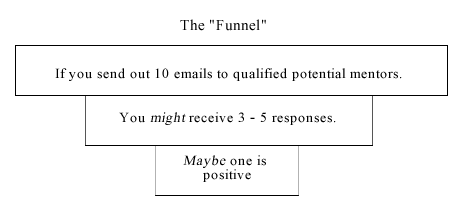 The "Funnel"
If you send out 10 emails to qualified potential mentors.
You might receive 3 - 5 responses.
Maybe one is
positive